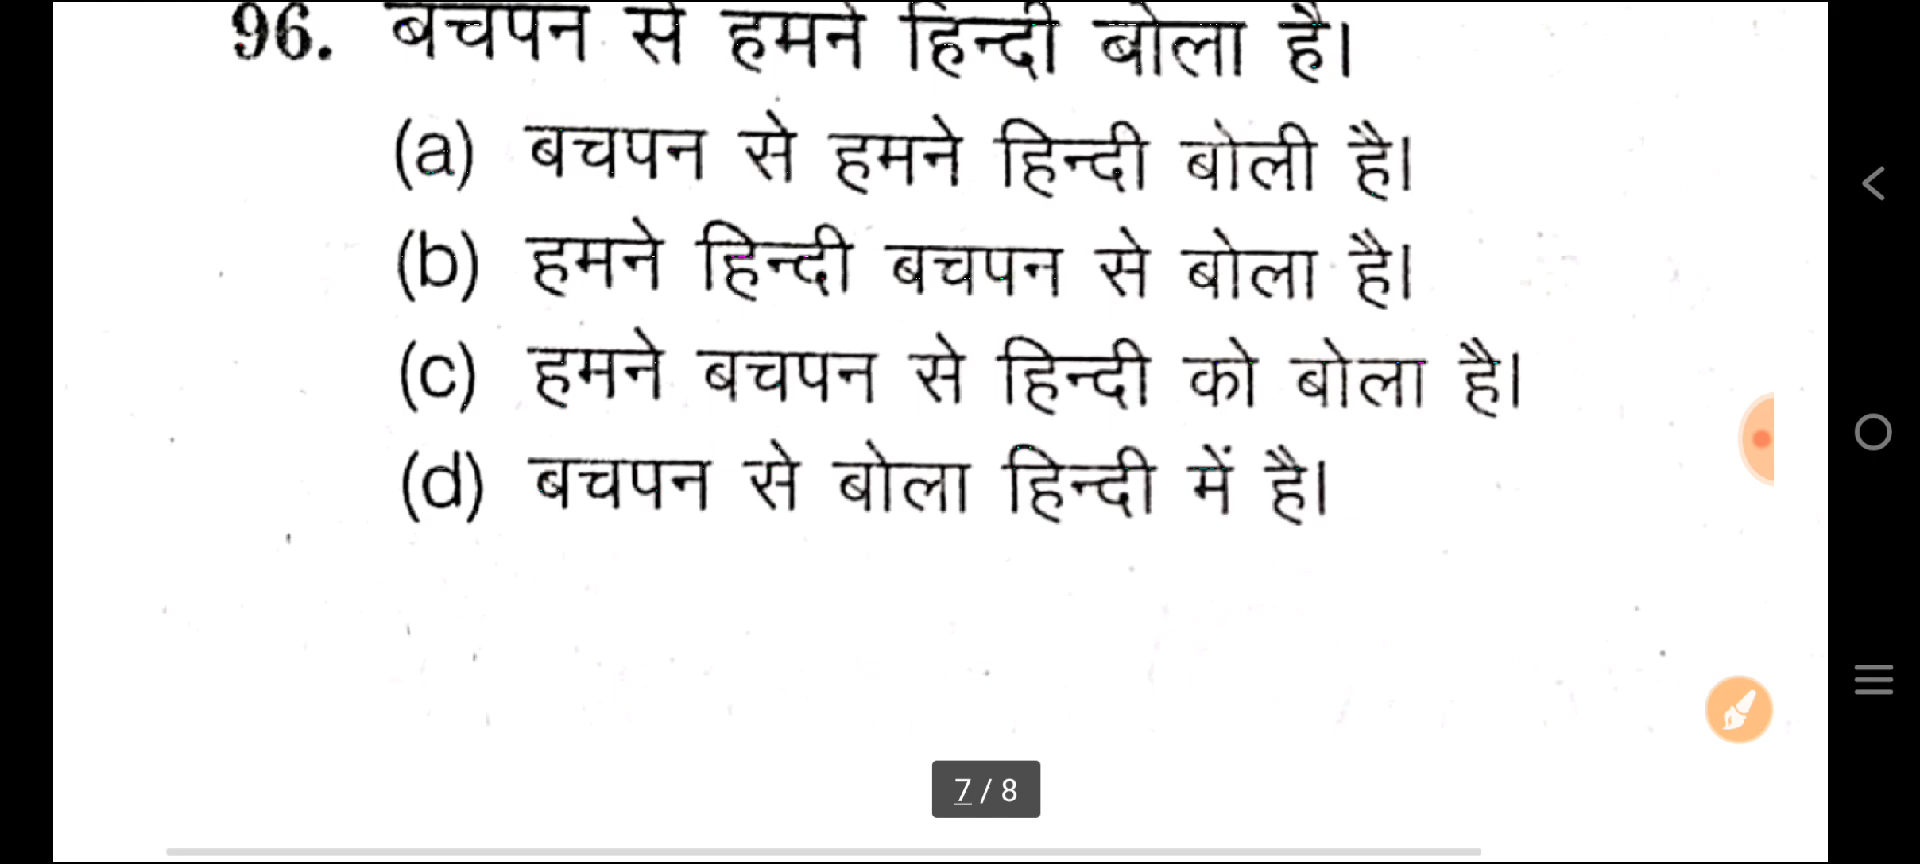 96. बचपन से हमने हिन्दी बोला है।
(a) बचपन से हमने हिन्दी बोली है।
(b) हमने हिन्दी बचपन से बोला है।
(c) हमने बचपन से हिन्दी को बोला है।
(d) बचपन से बोला हिन्दी में है।
7 / 8